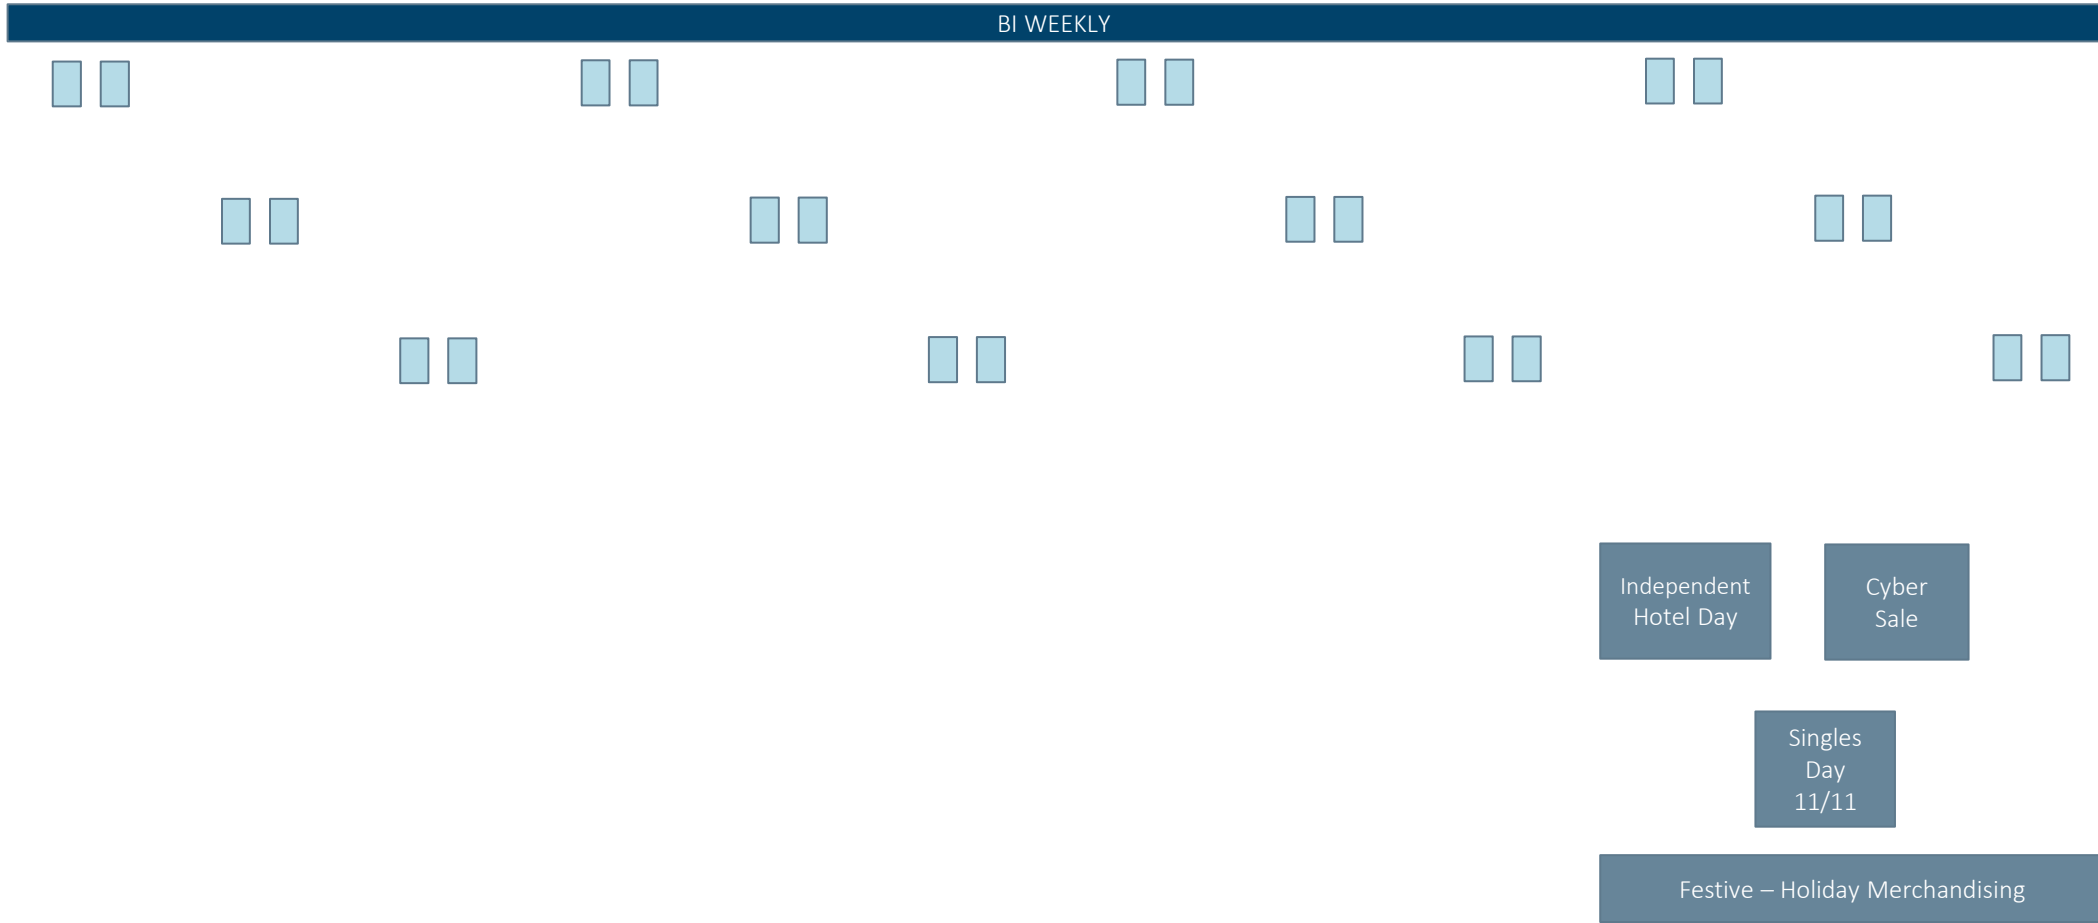 BI WEEKLY
Independent
Hotel Day
Cyber
Sale
Singles
Day
11/11
Festive – Holiday Merchandising